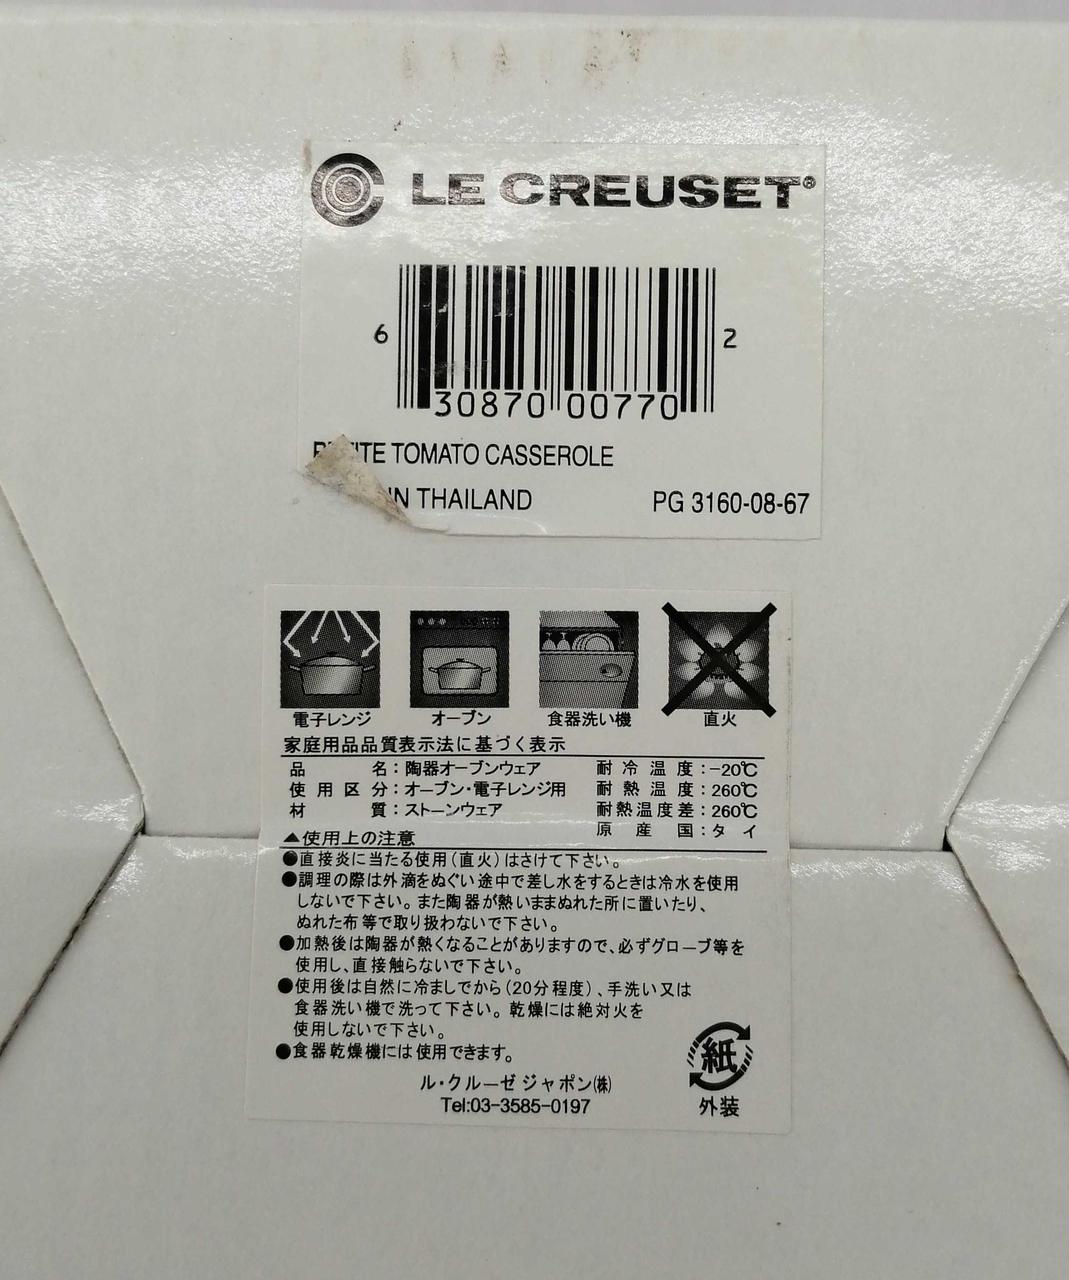 LE CREUSET®
6 30870 00770 2
TOMATO CASSEROLE
IN THAILAND PG 3160-08-67
電子レンジ オーブン 食器洗い機 直火
家庭用品品質表示法に基づく表示
品名：陶器オーブンウェア 耐冷温度：-20℃
使用区分：オーブン・電子レンジ用 耐熱温度：260℃
材質：ストーンウェア 耐熱温度差：260℃
原産国：タイ
▲使用上の注意
●直接炎に当たる使用（直火）はさけて下さい。
●調理の際は外滴をぬぐい途中で差し水をするときは冷水を使用
しないで下さい。また陶器が熱いままぬれた所に置いたり、
ぬれた布等で取り扱わないで下さい。
●加熱後は陶器が熱くなることがありますので、必ずグローブ等を
使用し、直接触らないで下さい。
●使用後は自然に冷ましてから（20分程度）、手洗い又は
食器洗い機で洗って下さい。乾燥には絶対火を
使用しないで下さい。
●食器乾燥機には使用できます。
ル・クルーゼジャポン㈱
Tel:03-3585-0197
紙
外装